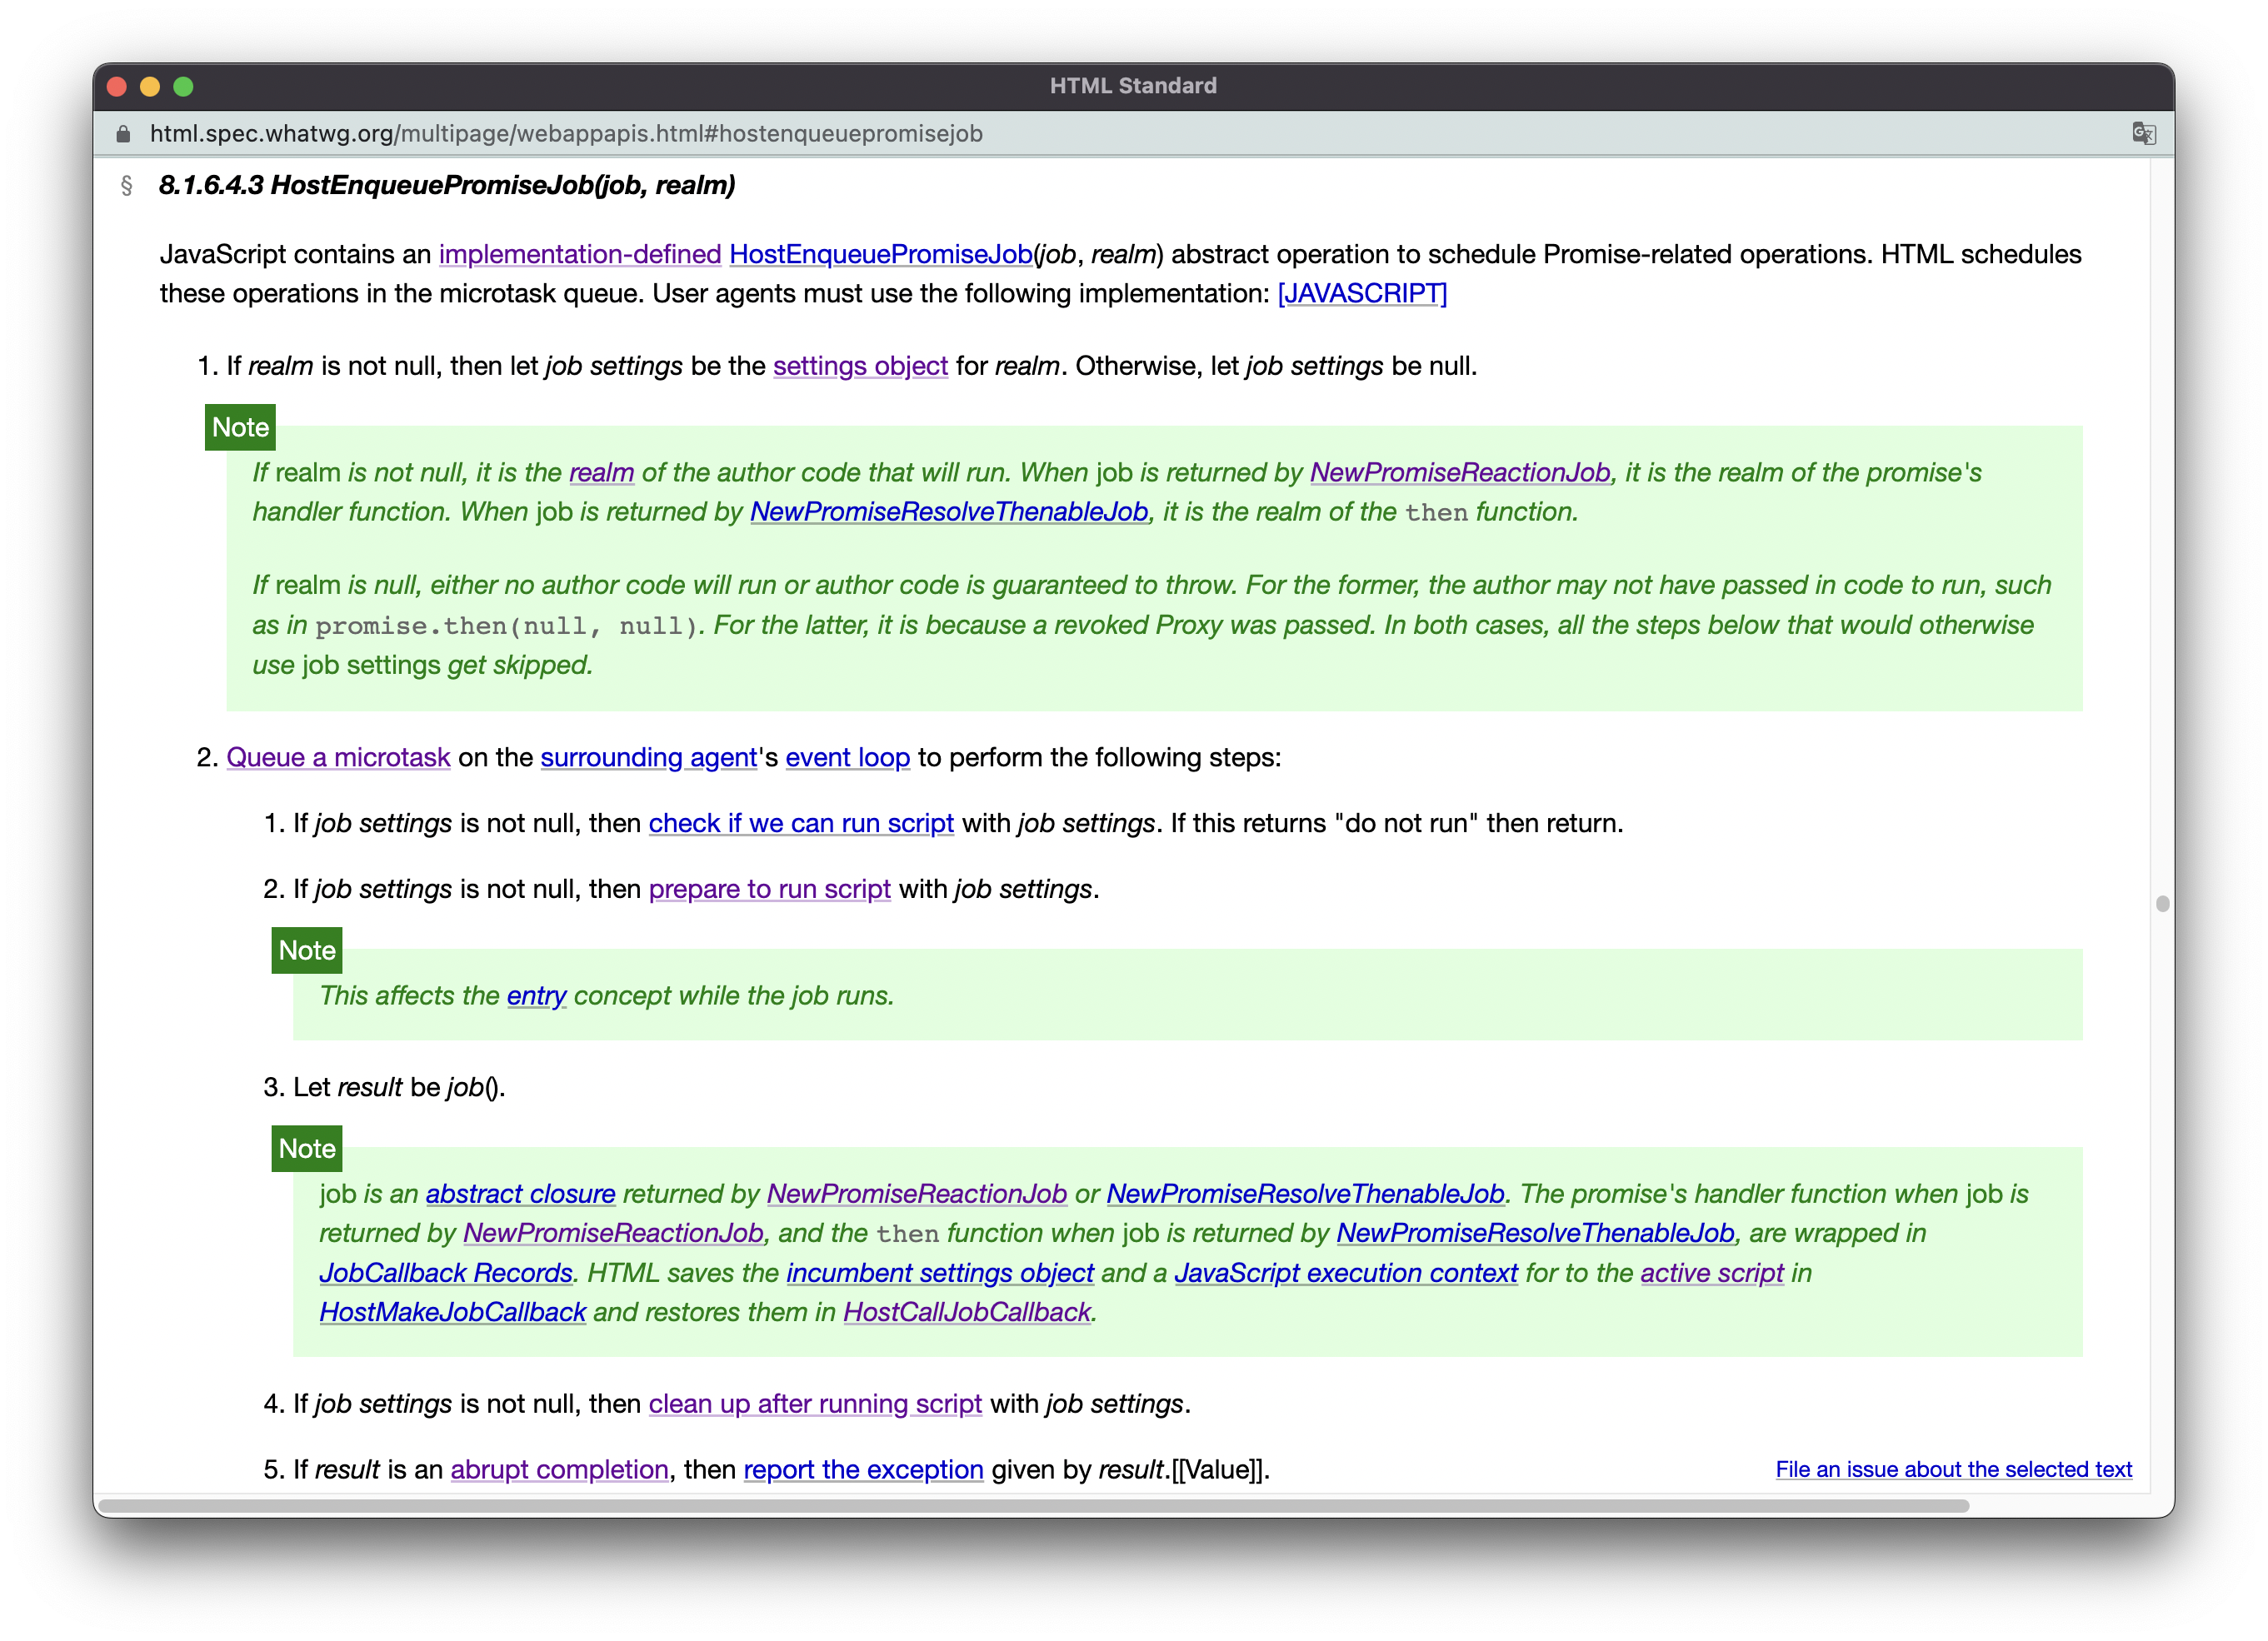 HTML Standard
html.spec.whatwg.org/multipage/webappapis.html#hostenqueuepromisejob
§ 8.1.6.4.3 HostEnqueuePromiseJob(job, realm)
JavaScript contains an implementation-defined HostEnqueuePromiseJob(job, realm) abstract operation to schedule Promise-related operations. HTML schedules
these operations in the microtask queue. User agents must use the following implementation: [JAVASCRIPT]
1. If realm is not null, then let job settings be the settings object for realm. Otherwise, let job settings be null.
Note
If realm is not null, it is the realm of the author code that will run. When job is returned by NewPromiseReactionJob, it is the realm of the promise's
handler function. When job is returned by NewPromiseResolveThenableJob, it is the realm of the then function.
If realm is null, either no author code will run or author code is guaranteed to throw. For the former, the author may not have passed in code to run, such
as in promise.then(null, null). For the latter, it is because a revoked Proxy was passed. In both cases, all the steps below that would otherwise
use job settings get skipped.
2. Queue a microtask on the surrounding agent's event loop to perform the following steps:
1. If job settings is not null, then check if we can run script with job settings. If this returns "do not run" then return.
2. If job settings is not null, then prepare to run script with job settings.
Note
This affects the entry concept while the job runs.
3. Let result be job().
Note
job is an abstract closure returned by NewPromiseReactionJob or NewPromiseResolveThenableJob. The promise's handler function when job is
returned by NewPromiseReactionJob, and the then function when job is returned by NewPromiseResolveThenableJob, are wrapped in
JobCallback Records. HTML saves the incumbent settings object and a JavaScript execution context for to the active script in
HostMakeJobCallback and restores them in HostCallJobCallback.
4. If job settings is not null, then clean up after running script with job settings.
5. If result is an abrupt completion, then report the exception given by result.[[Value]].
File an issue about the selected text